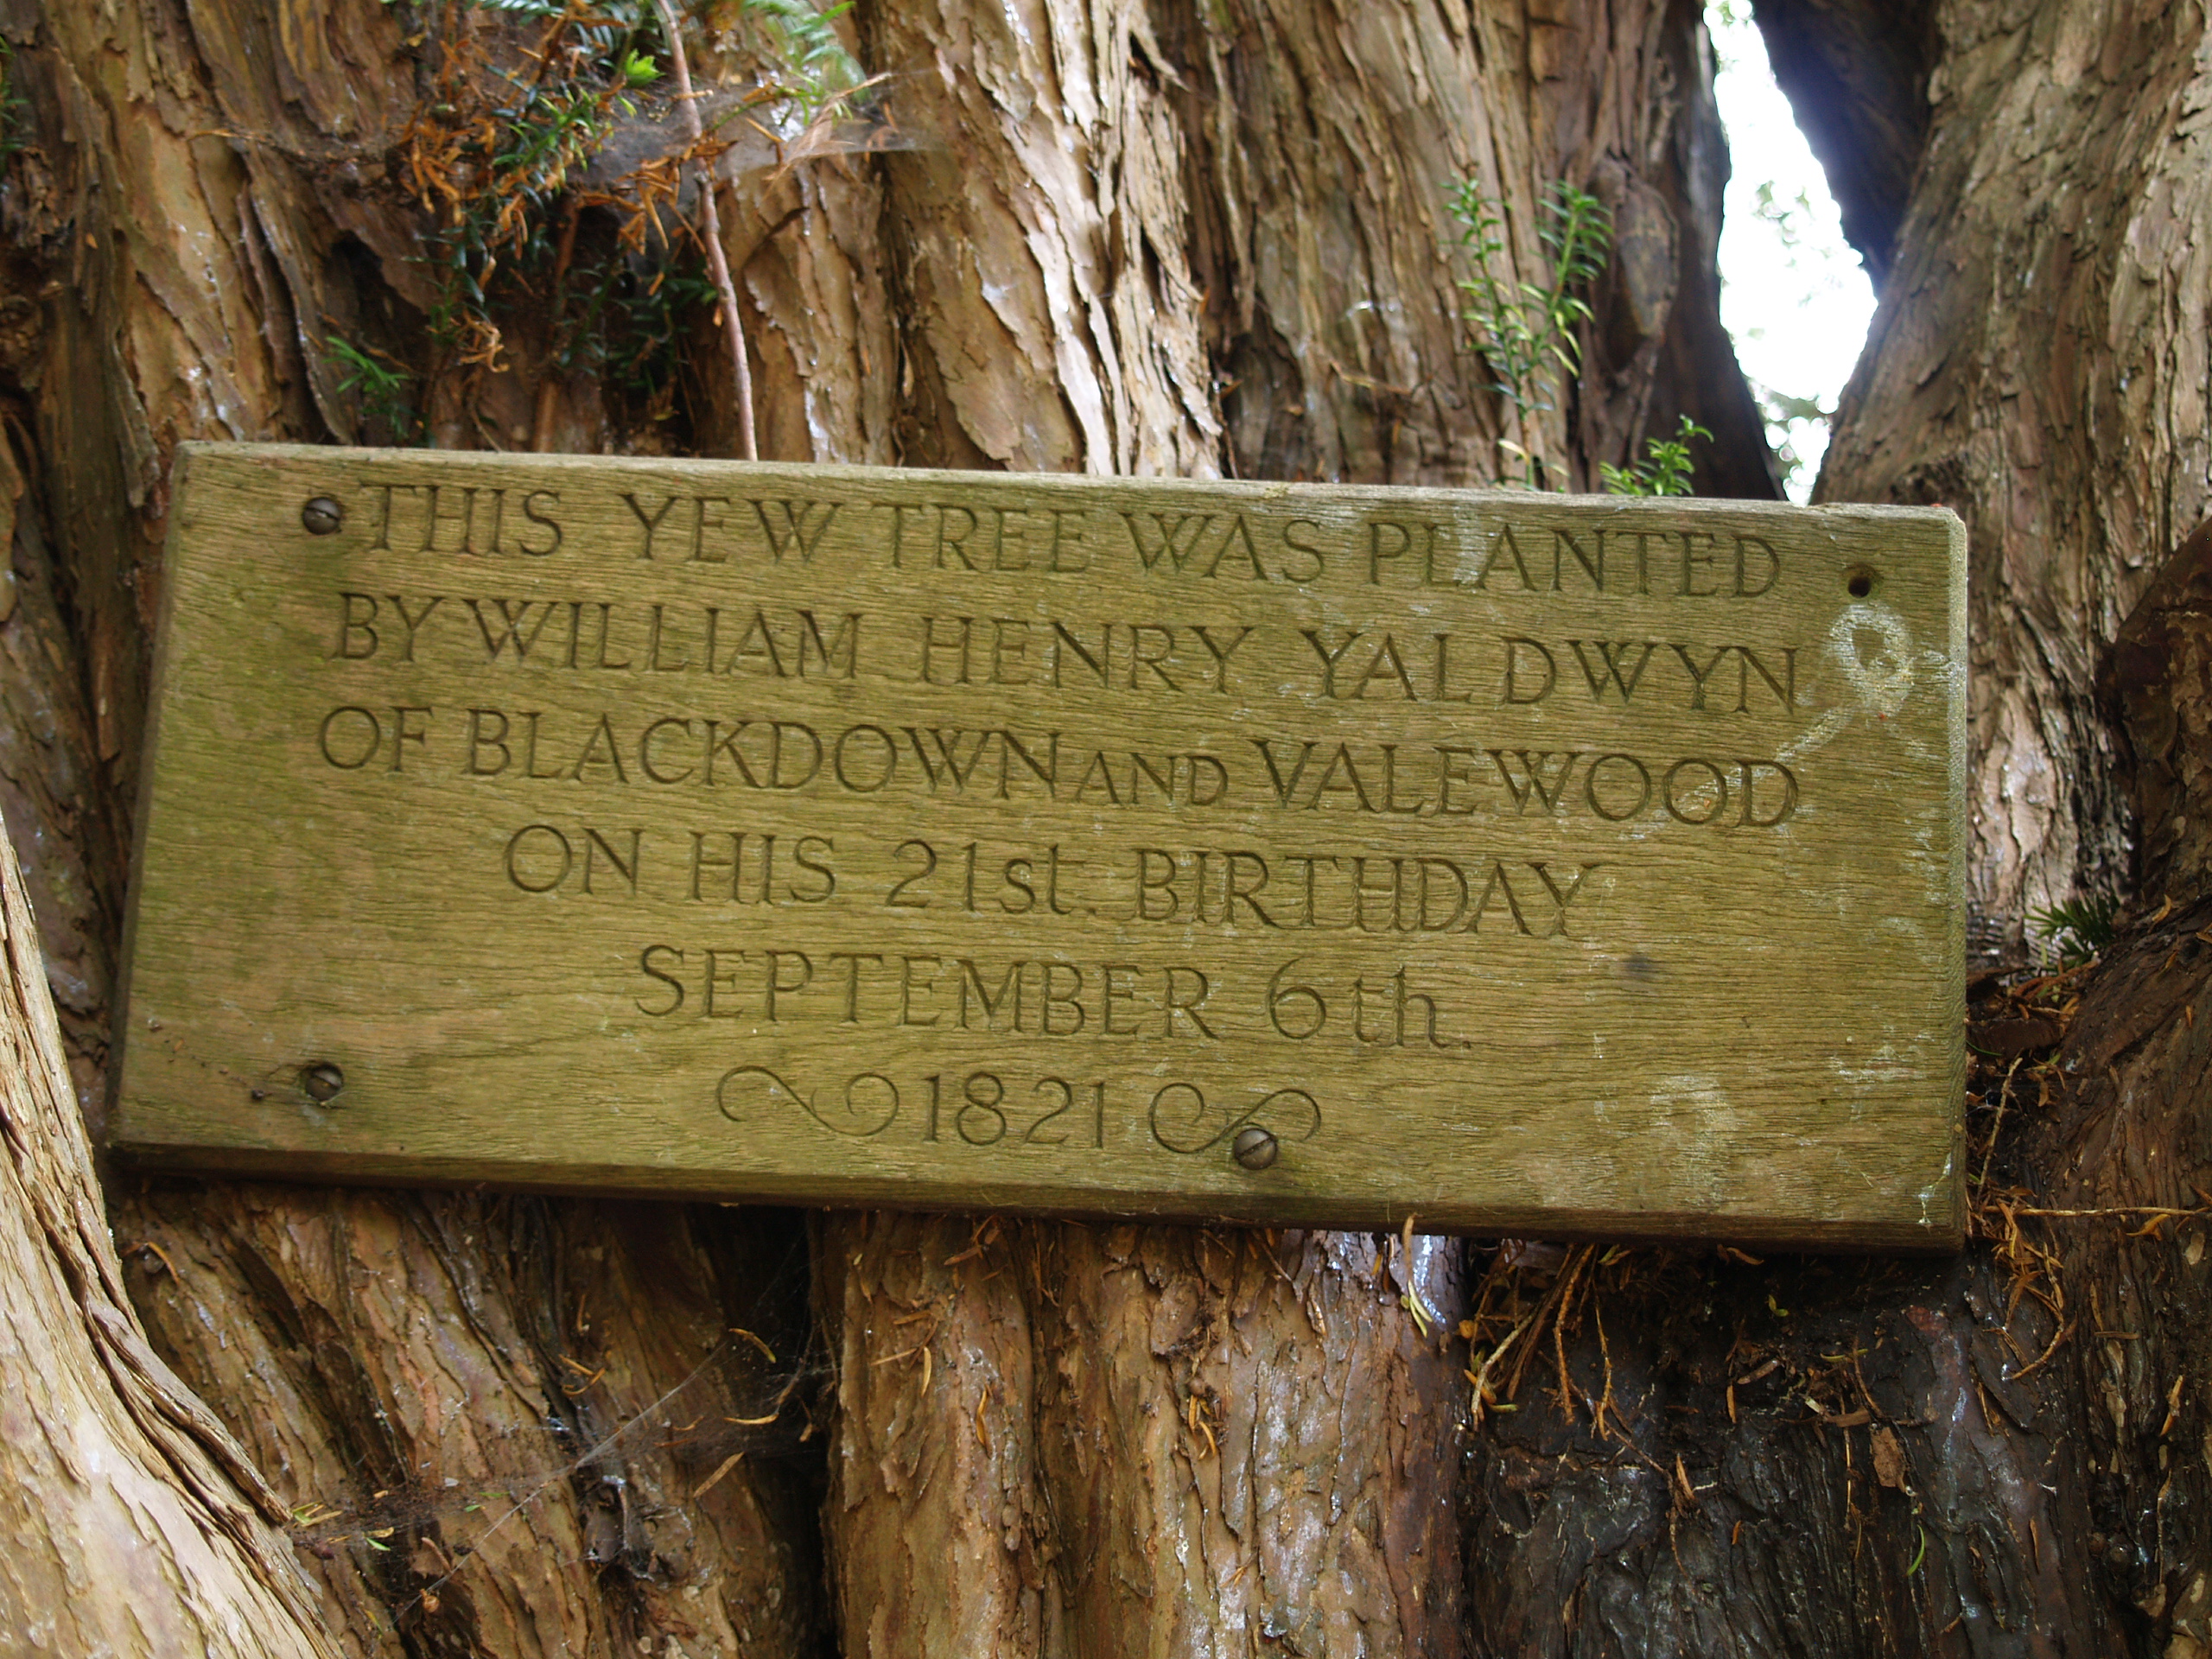 THIS YEW TREE WAS PLANTED
BY WILLIAM HENRY YALDWYN
OF BLACKDOWN AND VALEWOOD
ON HIS 21st. BIRTHDAY
SEPTEMBER 6th.
1821